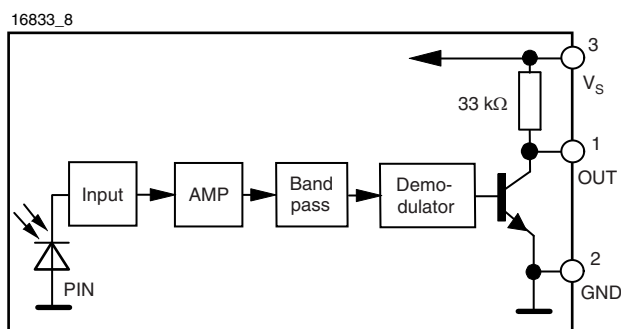 16833_8
3
V_S
33 kΩ
1
OUT
Input
AMP
Band
pass
Demo-
dulator
2
GND
PIN